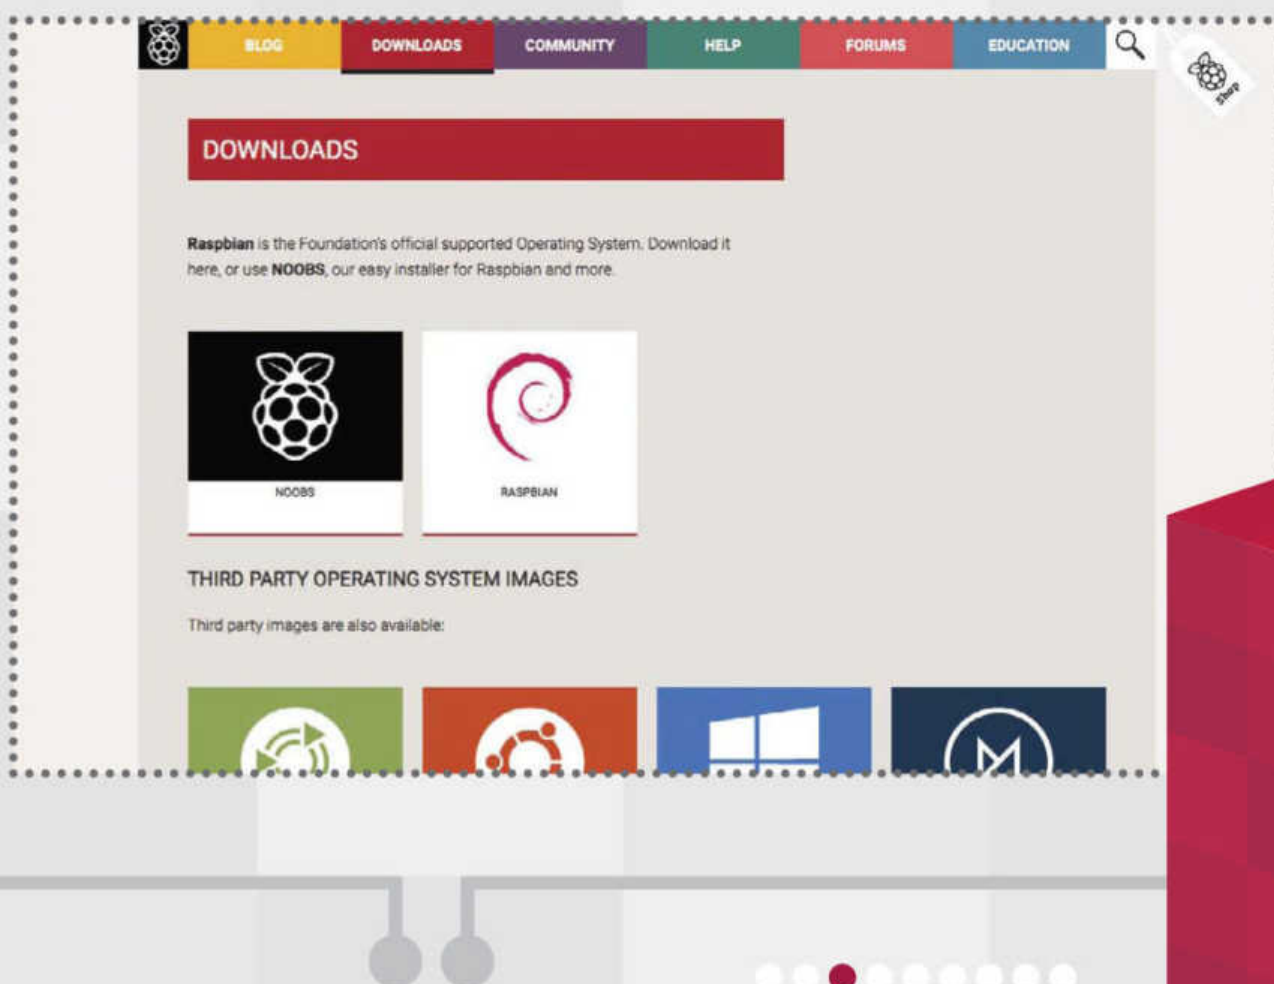 BLOG DOWNLOADS COMMUNITY HELP FORUMS EDUCATION
shop
DOWNLOADS
Raspbian is the Foundation's official supported Operating System. Download it
here, or use NOOBS, our easy installer for Raspbian and more.
NOOBS RASPBIAN
THIRD PARTY OPERATING SYSTEM IMAGES
Third party images are also available: